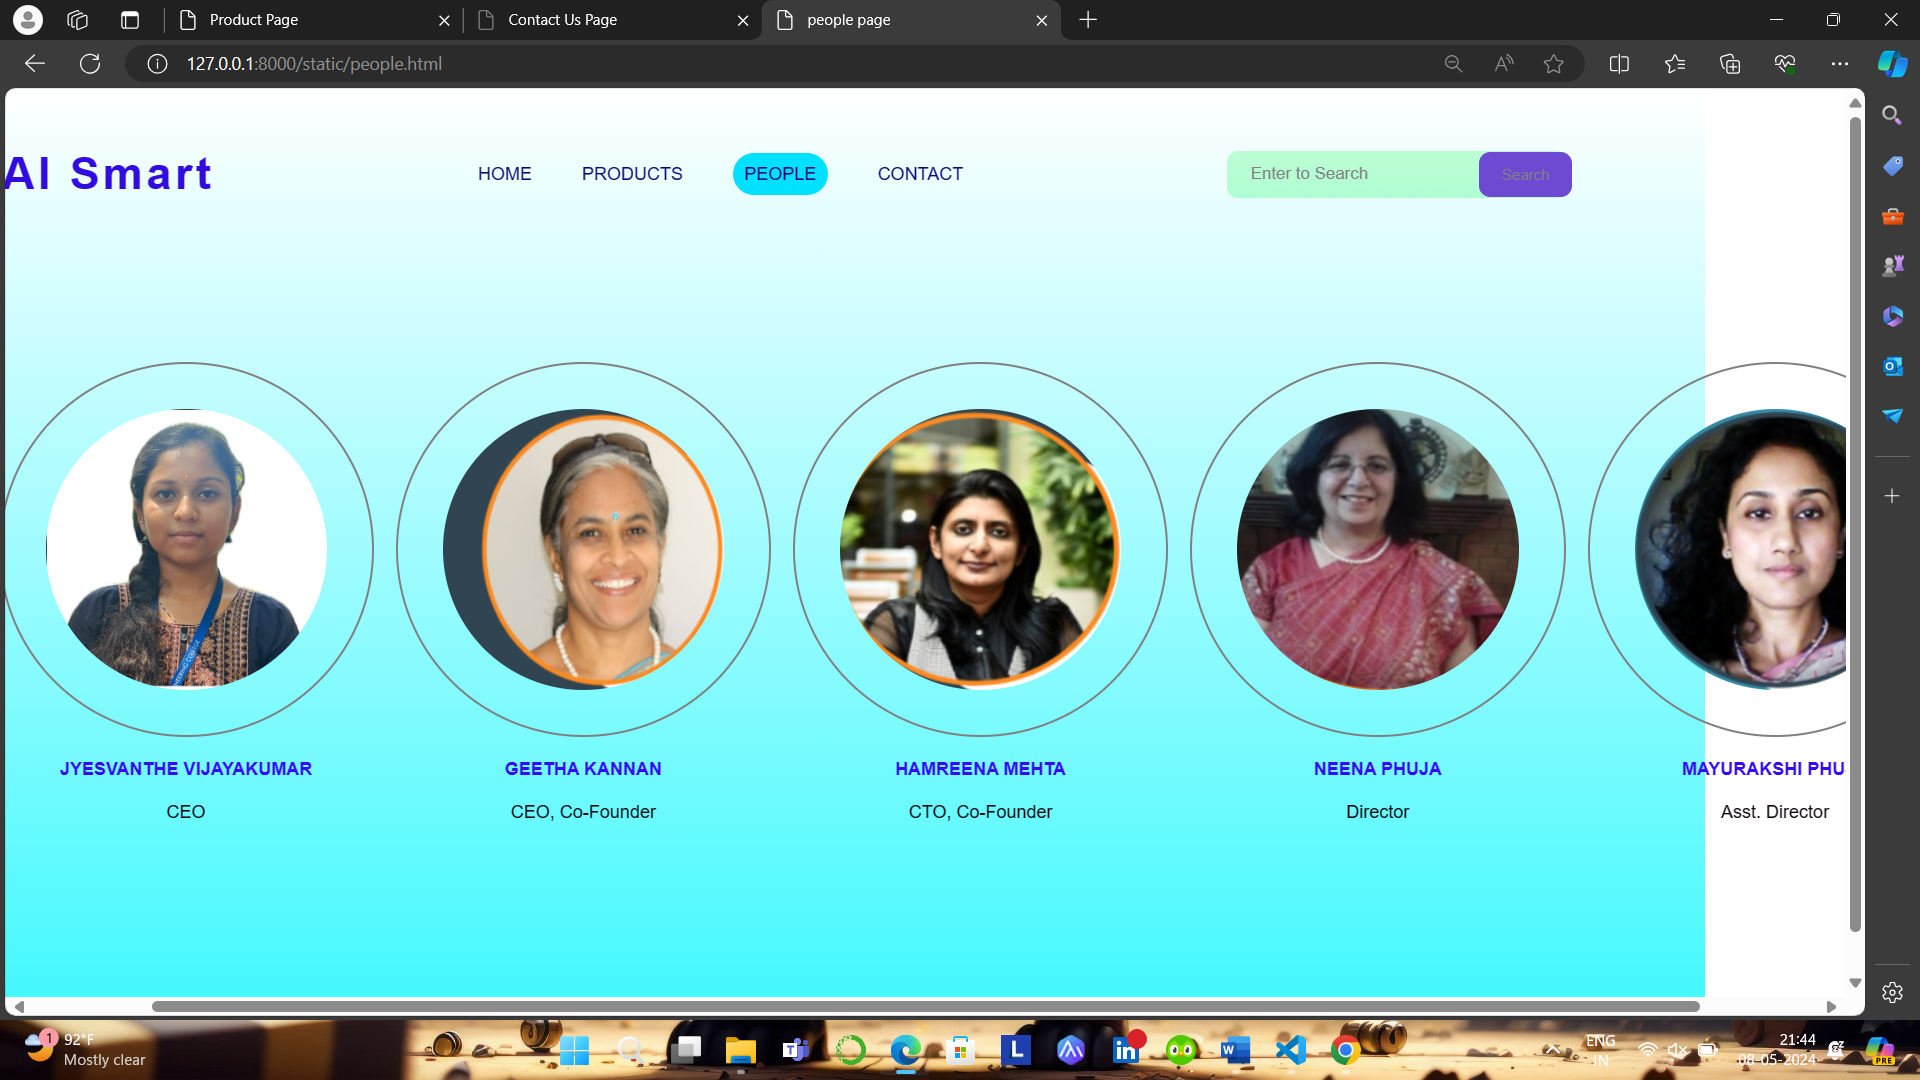 Product Page
Contact Us Page
people page
127.0.0.1:8000/static/people.html
AI Smart
HOME
PRODUCTS
PEOPLE
CONTACT
Enter to Search
Search
JYESVANTHE VIJAYAKUMAR
GEETHA KANNAN
HAMREENA MEHTA
NEENA PHUJA
MAYURAKSHI PHU
CEO
CEO, Co-Founder
CTO, Co-Founder
Director
Asst. Director
1
92°F
Mostly clear
ENG
IN
21:44
08-05-2024
PRE